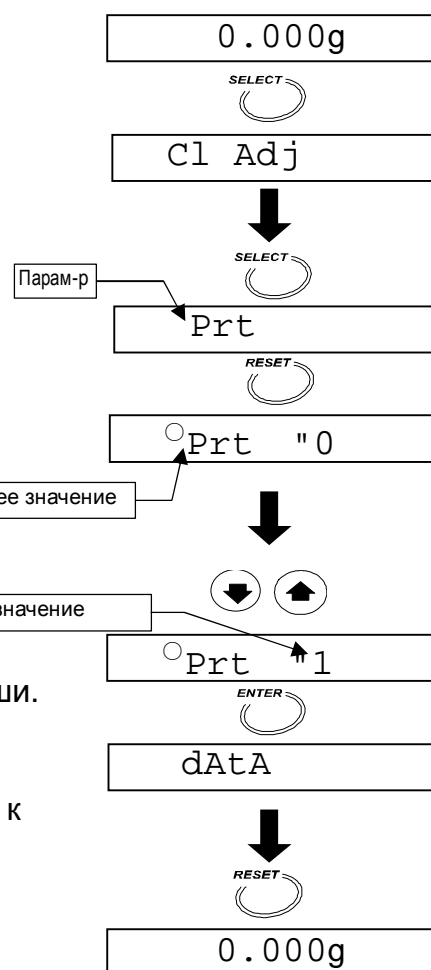 0.000g
SELECT
Cl Adj
SELECT
Парам-р
Prt
RESET
Prt "0
значение
значение
Prt "1
ши.
ENTER
dAtA
к
RESET
0.000g